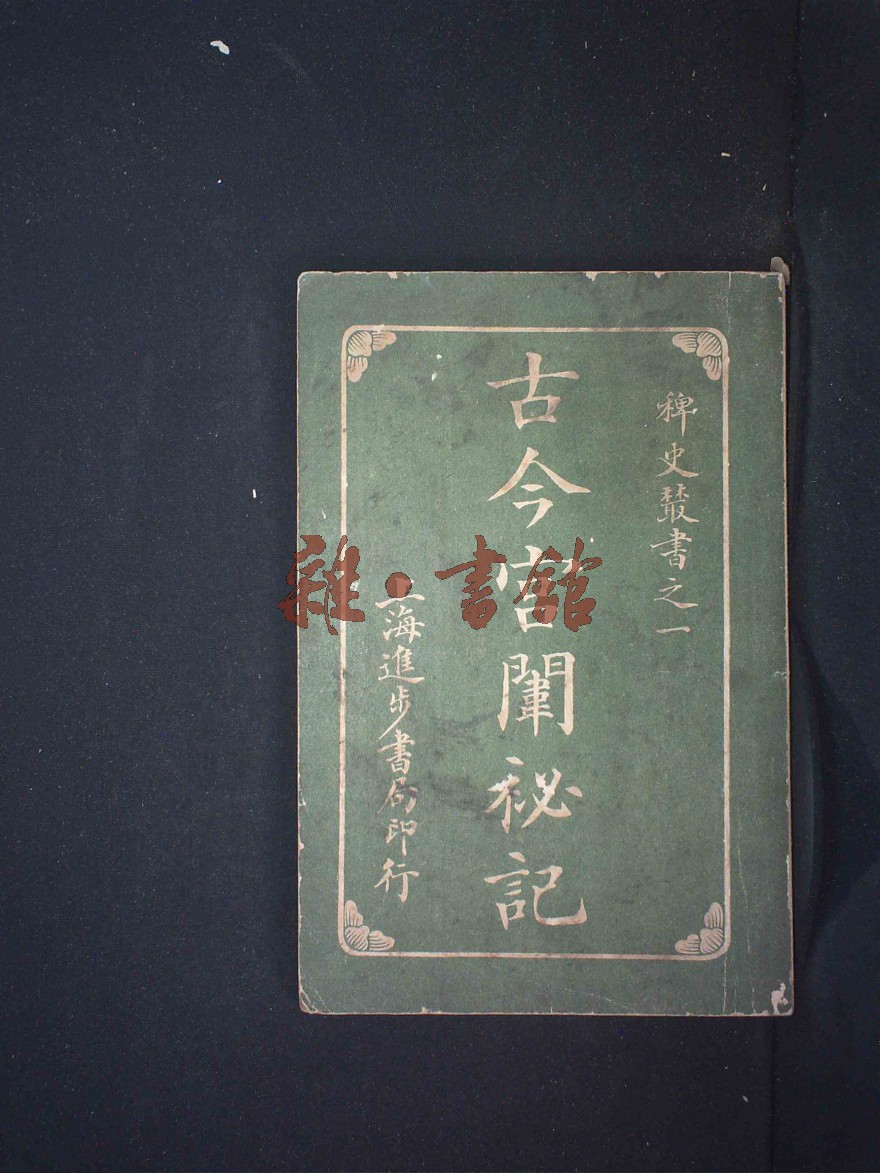 稗史叢書之一
古今宮闈秘記
上海進步書局印行
雜·書館